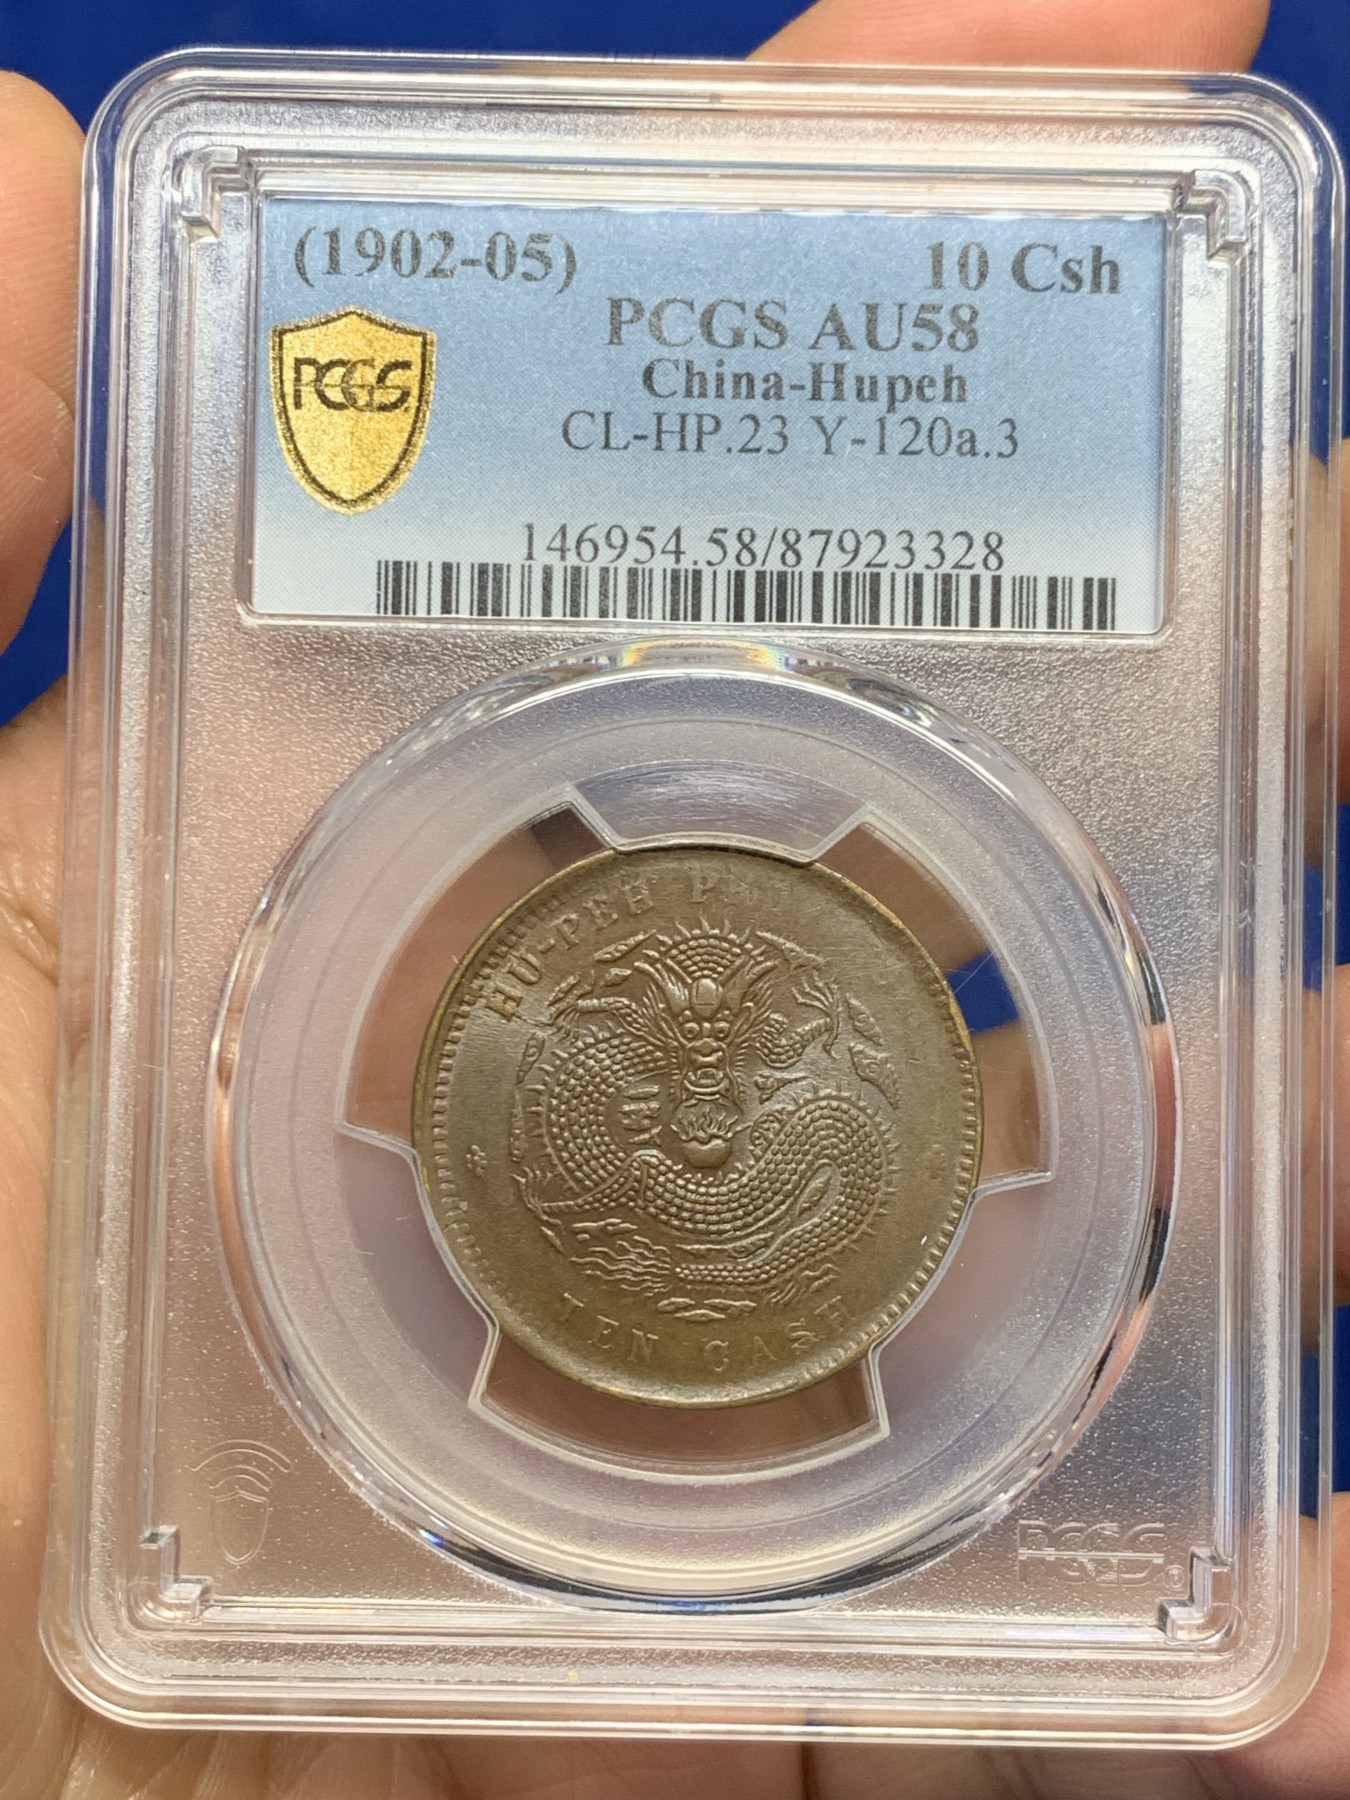 (1902-05) 10 Csh
PCGS AU58
China-Hupeh
CL-HP.23 Y-120a.3
146954.58/87923328
PCGS
HU-PEH
TEN CASH
PCGS